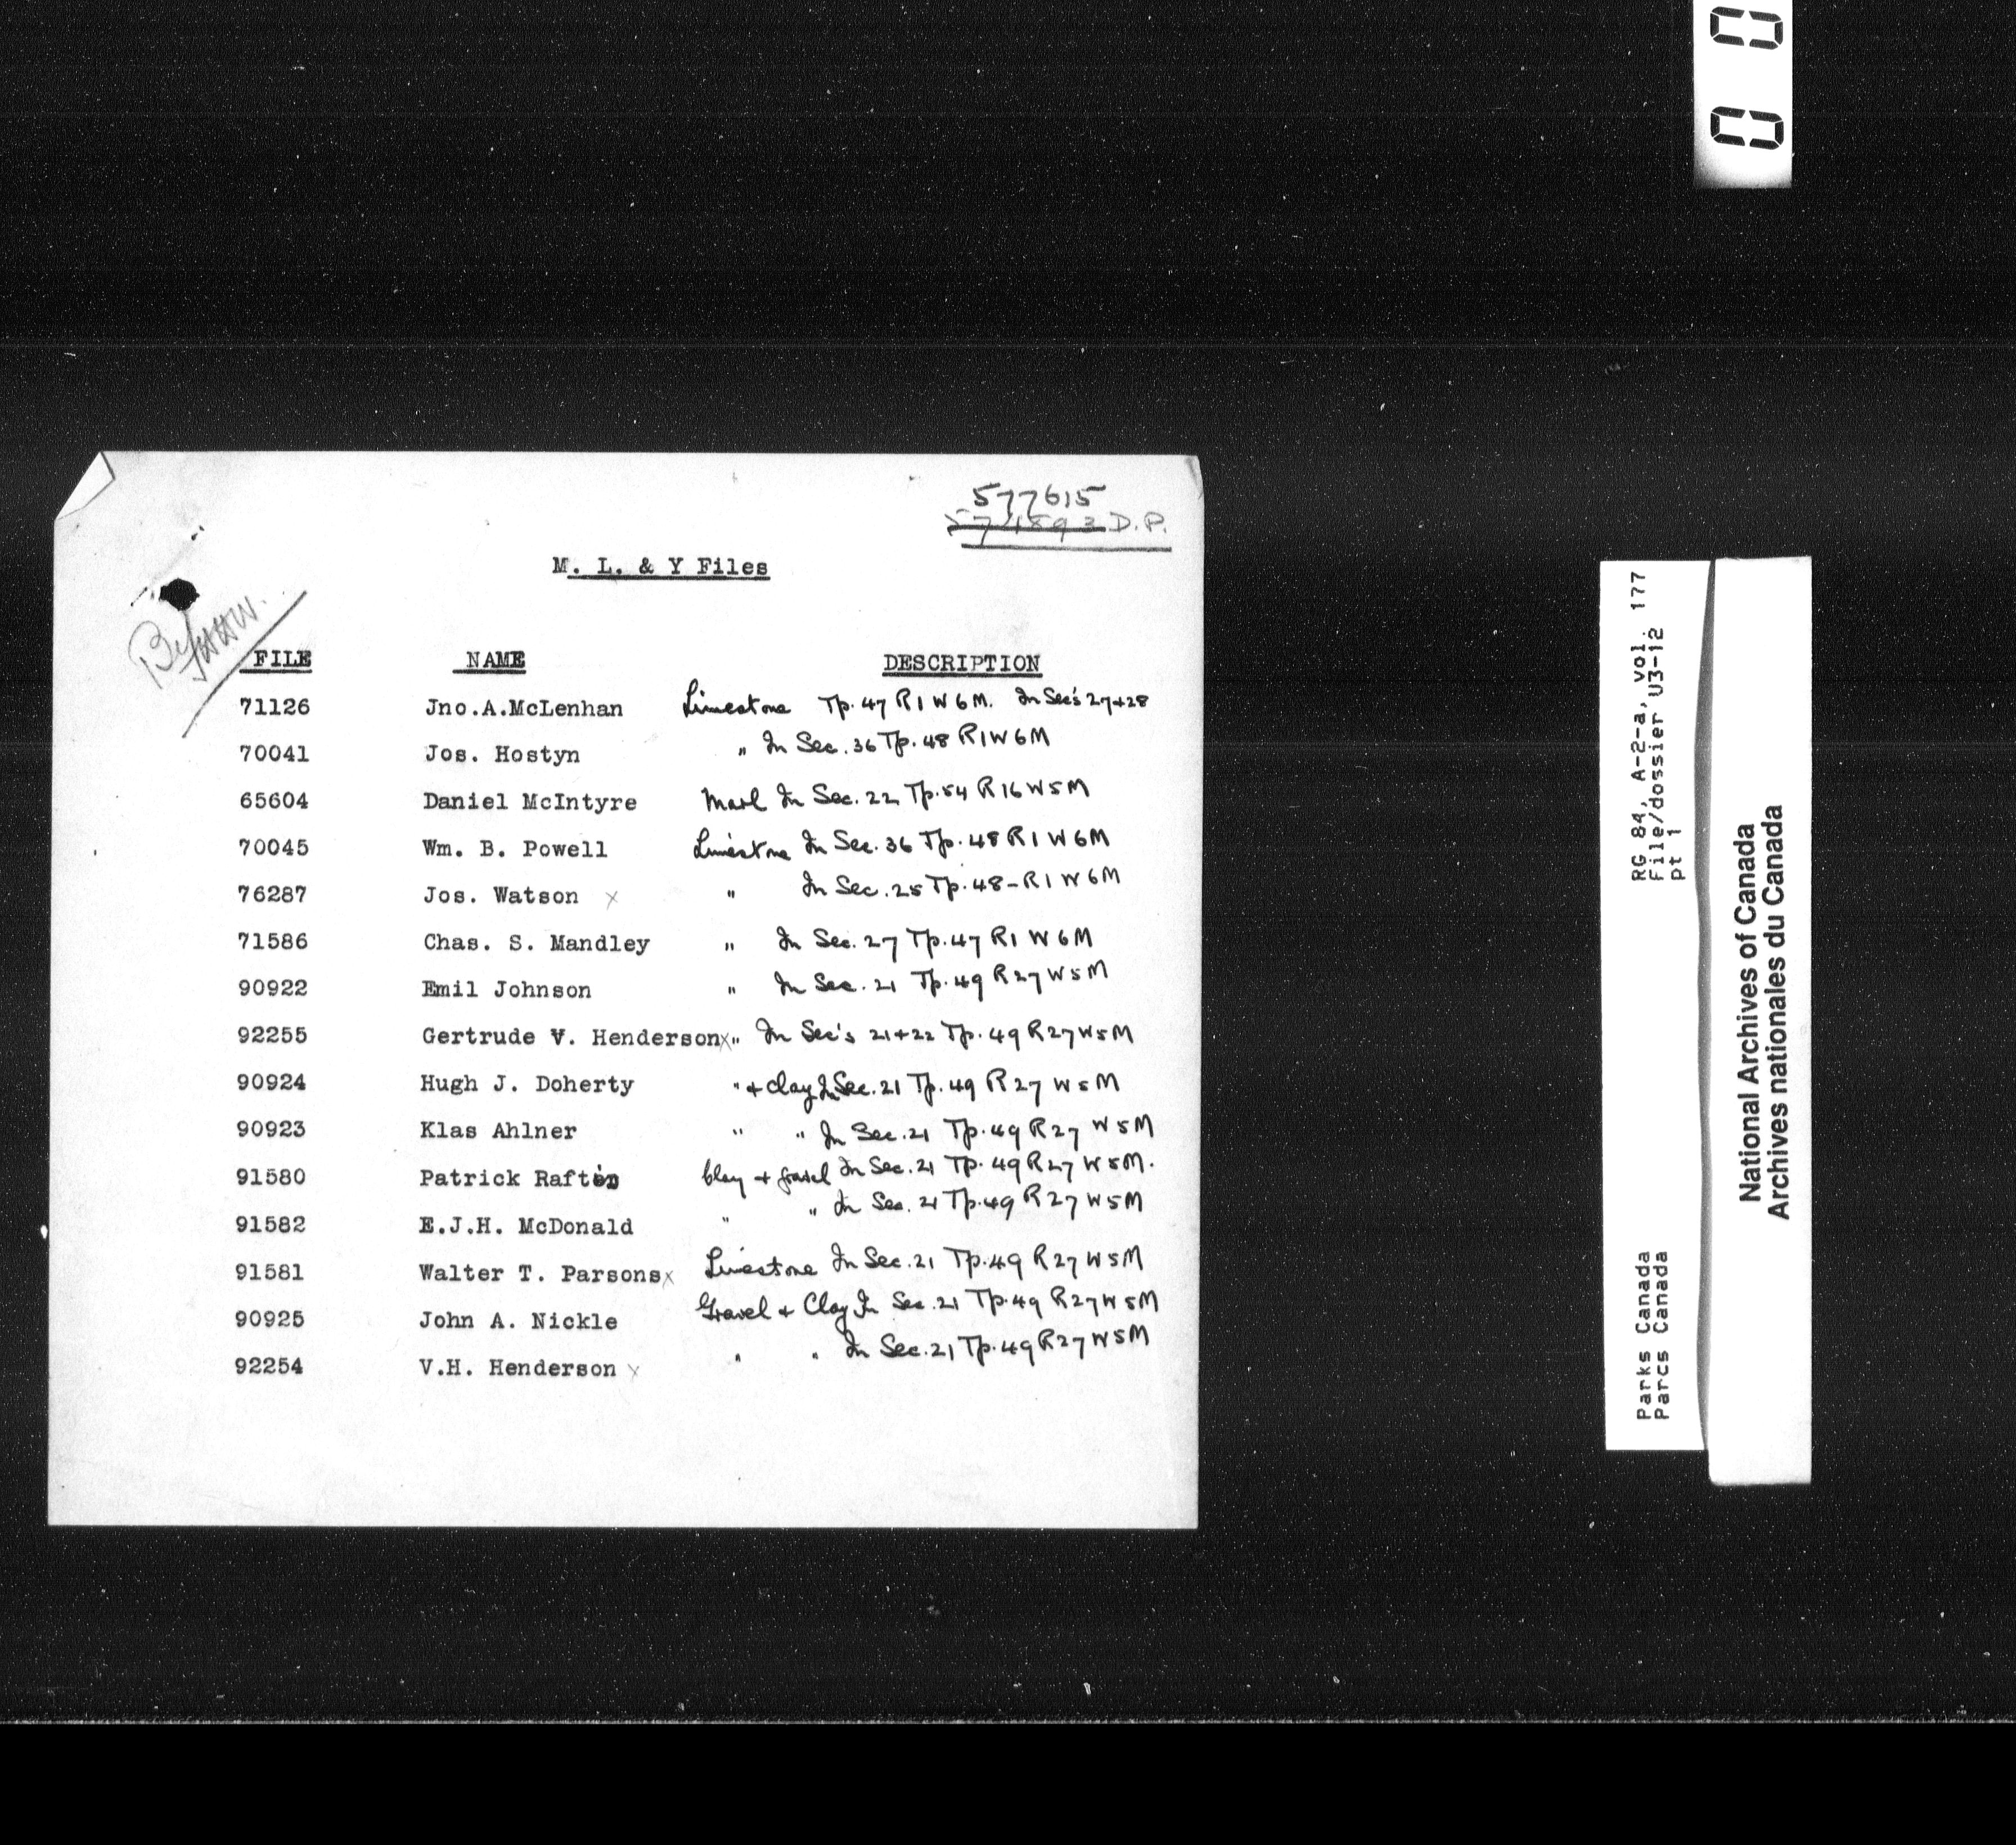 0 0
577615
574893 D.P.
M. L. & Y Files
FILE NAME DESCRIPTION
71126 Jno.A.McLenhan Limestone Tp. 47 R1 W6M. In Sec's 27+28
70041 Jos. Hostyn " In Sec. 36 Tp. 48 R1W6M
65604 Daniel McIntyre Marl In Sec. 22 Tp. 54 R16W5M
70045 Wm. B. Powell Limestone In Sec. 36 Tp. 48 R1 W6M
76287 Jos. Watson x " In Sec. 25 Tp. 48-R1 W6M
71586 Chas. S. Mandley " In Sec. 27 Tp. 47 R1 W6M
90922 Emil Johnson " In Sec. 21 Tp. 49 R27 W5M
92255 Gertrude V. Henderson x " In Sec's 21+22 Tp. 49 R27W5M
90924 Hugh J. Doherty " + clay In Sec. 21 Tp. 49 R27 W5M
90923 Klas Ahlner " " In Sec. 21 Tp. 49 R27 W5M
91580 Patrick Raftin Clay + gravel In Sec. 21 Tp. 49 R27 W5M.
91582 E.J.H. McDonald " " In Sec. 21 Tp. 49 R27 W5M
91581 Walter T. Parsons x Limestone In Sec. 21 Tp. 49 R27 W5M
90925 John A. Nickle Gravel + Clay In Sec. 21 Tp. 49 R27W5M
92254 V.H. Henderson x " " In Sec. 21 Tp. 49 R27 W5M
Parks Canada RG 84, A-2-a, vol. 177
Parcs Canada File/dossier U3-12
pt 1
National Archives of Canada
Archives nationales du Canada